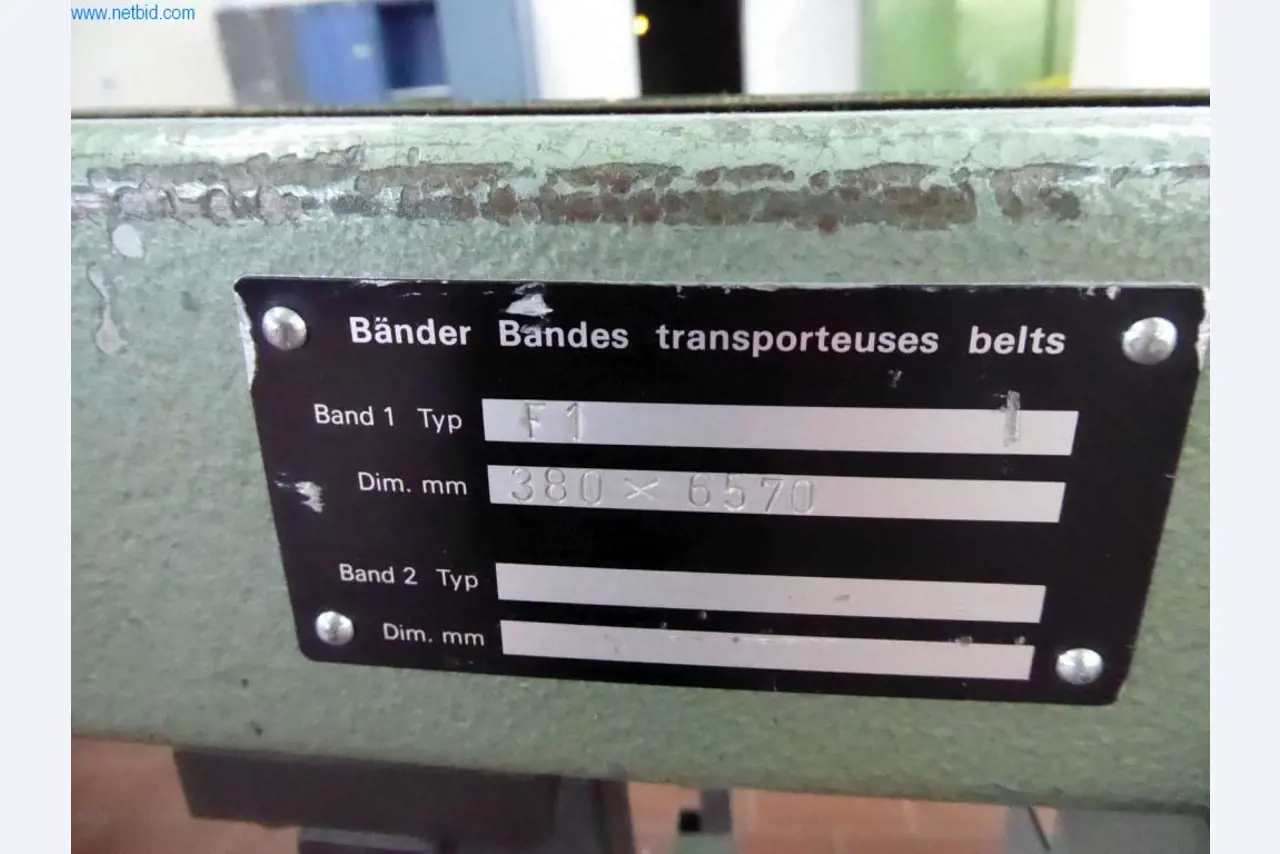 www.netbid.com
Bänder Bandes transporteuses belts
Band 1 Typ F1 1
Dim. mm 380 × 6570
Band 2 Typ
Dim. mm